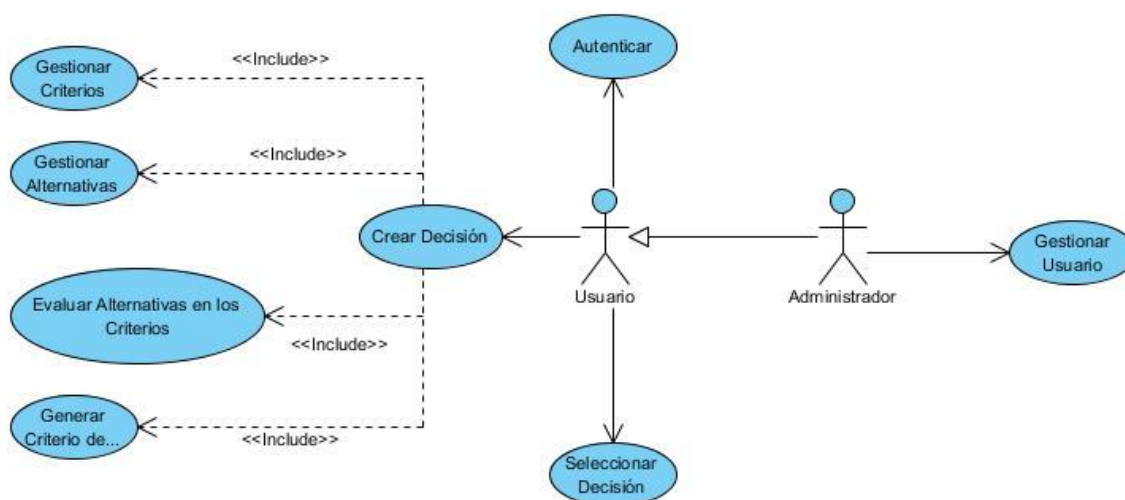 Autenticar
<<Include>>
Gestionar
Criterios
<<Include>>
Gestionar
Alternativas
Crear Decisión
Gestionar
Usuario
Usuario
Administrador
Evaluar Alternativas en los
Criterios
<<Include>>
Generar
Criterio de...
<<Include>>
Seleccionar
Decisión